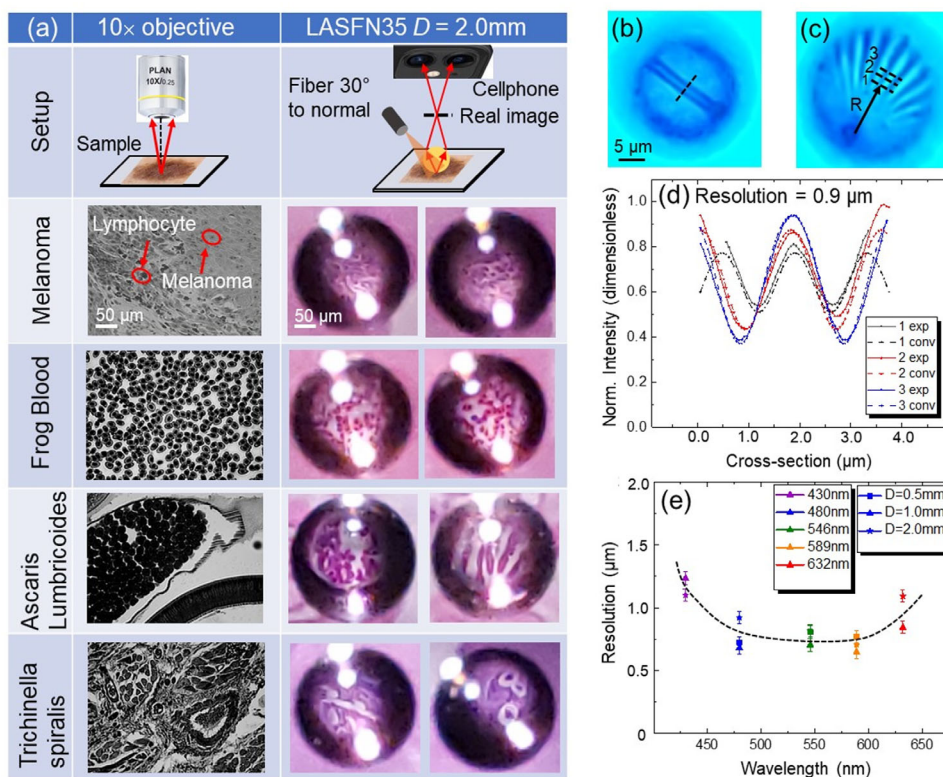 (a)
10× objective
LASFN35 D = 2.0mm
Setup
PLAN
10X/0.25
Sample
Fiber 30°
to normal
Cellphone
Real image
Melanoma
Lymphocyte
Melanoma
50 µm
50 µm
Frog Blood
Ascaris
Lumbricoides
Trichinella
spiralis
(b)
5 µm
(c)
3
2
1
R
(d)
Resolution = 0.9 µm
Norm. Intensity (dimensionless)
1.0
0.8
0.6
0.4
0.2
0.0
0.0 1.0 2.0 3.0 4.0
Cross-section (µm)
1 exp
1 conv
2 exp
2 conv
3 exp
3 conv
(e)
Resolution (µm)
2.0
1.5
1.0
0.5
0.0
450 500 550 600 650
Wavelength (nm)
430nm
480nm
546nm
589nm
632nm
D=0.5mm
D=1.0mm
D=2.0mm